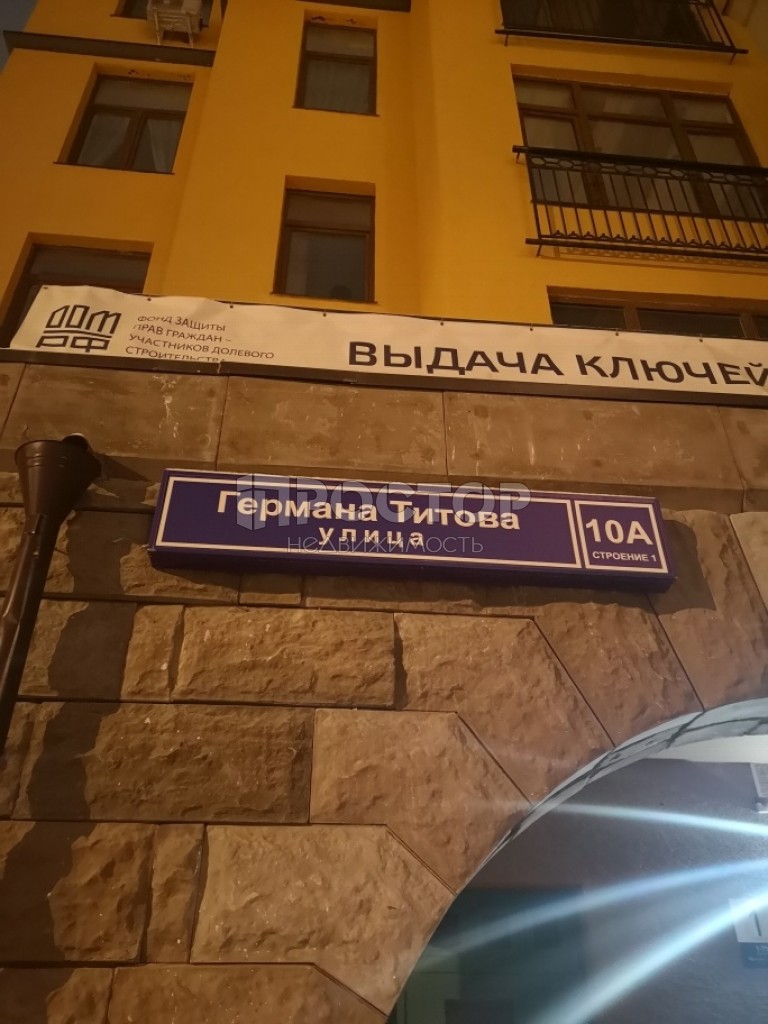 ДОМ
РФ
ФОНД ЗАЩИТЫ
ПРАВ ГРАЖДАН –
УЧАСТНИКОВ ДОЛЕВОГО
СТРОИТЕЛЬСТВА
ВЫДАЧА КЛЮЧЕЙ
Германа Титова
улица
10А
СТРОЕНИЕ 1
ПРОСТОР
недвижимость